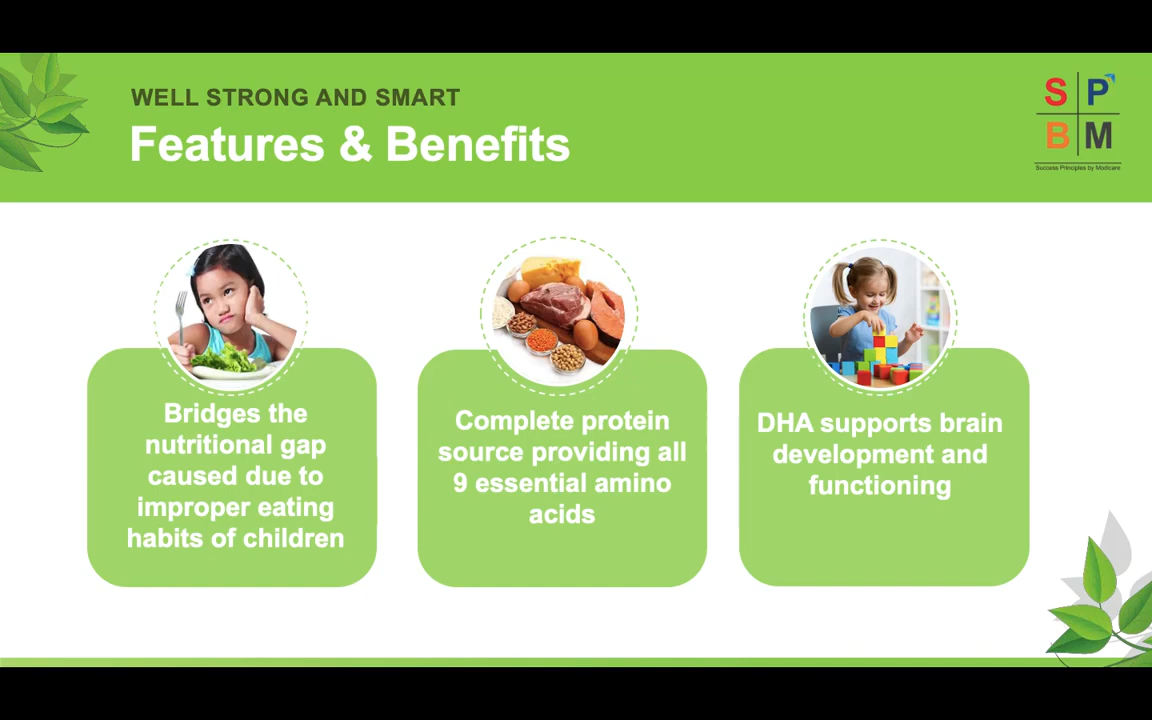 WELL STRONG AND SMART
Features & Benefits
S P
B M
Success Principles by Modicare
Bridges the
nutritional gap
caused due to
improper eating
habits of children
Complete protein
source providing all
9 essential amino
acids
DHA supports brain
development and
functioning